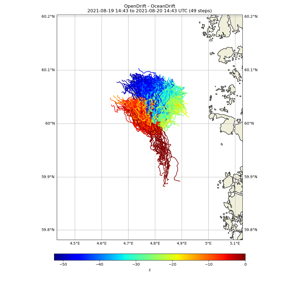 OpenDrift - OceanDrift
2021-08-19 14:43 to 2021-08-20 14:43 UTC (49 steps)
60.2°N 60.2°N
60.1°N 60.1°N
60°N 60°N
59.9°N 59.9°N
59.8°N 59.8°N
4.5°E 4.6°E 4.7°E 4.8°E 4.9°E 5°E 5.1°E
−50 −40 −30 −20 −10 0
z